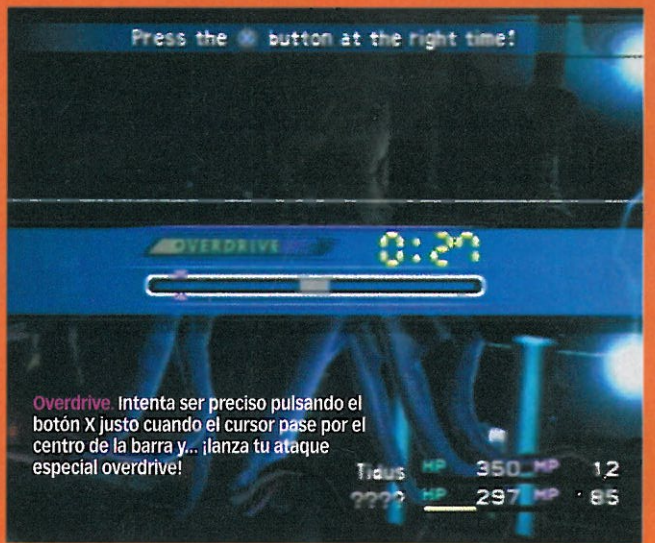 Press the ⓧ button at the right time!
OVERDRIVE
0:27
Overdrive. Intenta ser preciso pulsando el
botón X justo cuando el cursor pase por el
centro de la barra y... ¡lanza tu ataque
especial overdrive!
Tidus HP 350 MP 12
???? HP 297 MP 85